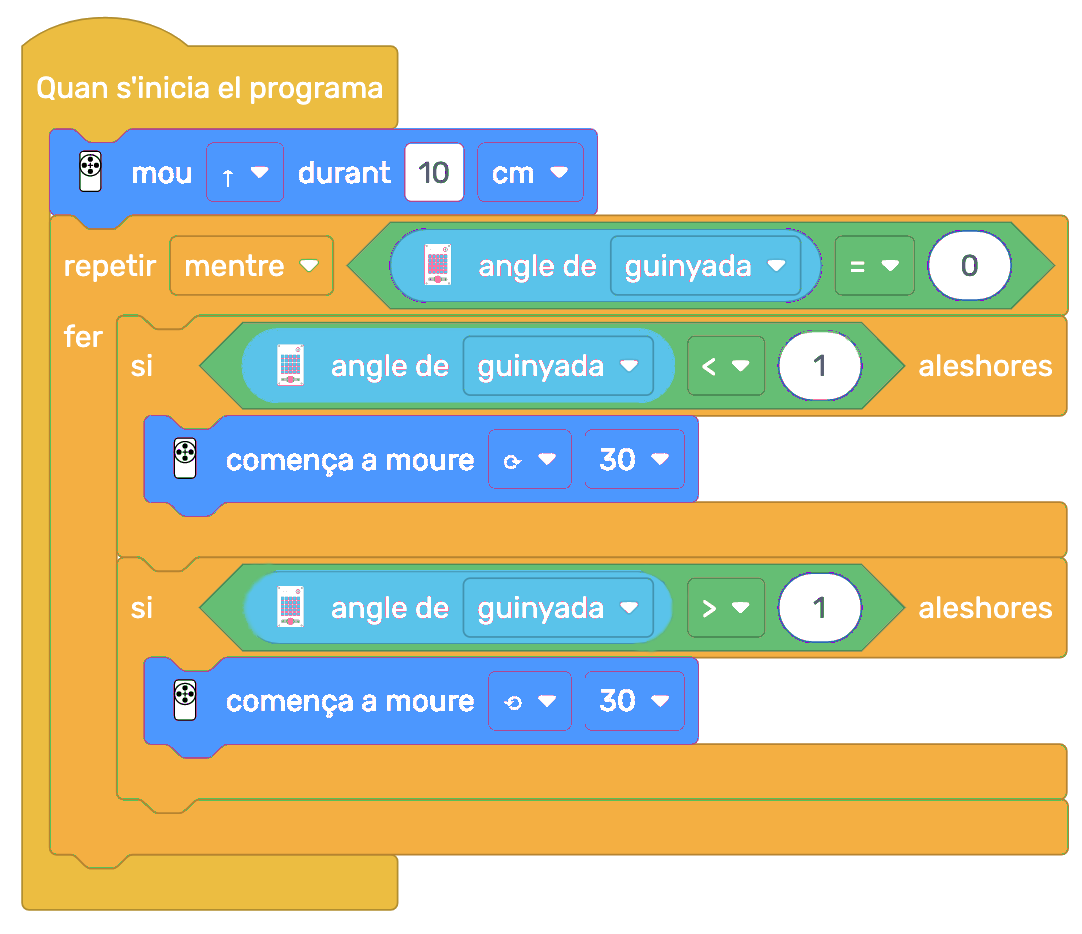 Quan s'inicia el programa
mou ↑ durant 10 cm
repetir mentre angle de guinyada = 0
fer
si angle de guinyada < 1 aleshores
comença a moure ⟳ 30
si angle de guinyada > 1 aleshores
comença a moure ⟲ 30